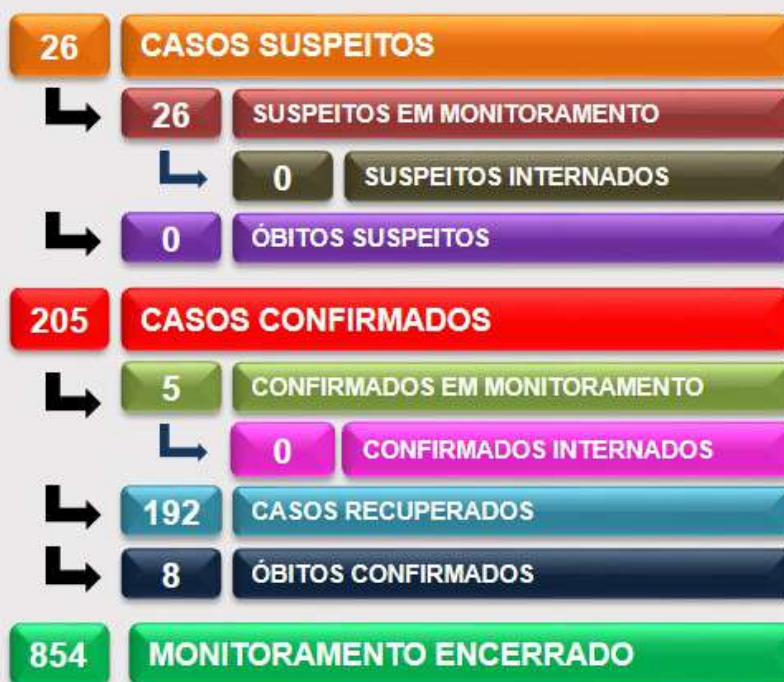 26 CASOS SUSPEITOS
26 SUSPEITOS EM MONITORAMENTO
0 SUSPEITOS INTERNADOS
0 ÓBITOS SUSPEITOS
205 CASOS CONFIRMADOS
5 CONFIRMADOS EM MONITORAMENTO
0 CONFIRMADOS INTERNADOS
192 CASOS RECUPERADOS
8 ÓBITOS CONFIRMADOS
854 MONITORAMENTO ENCERRADO